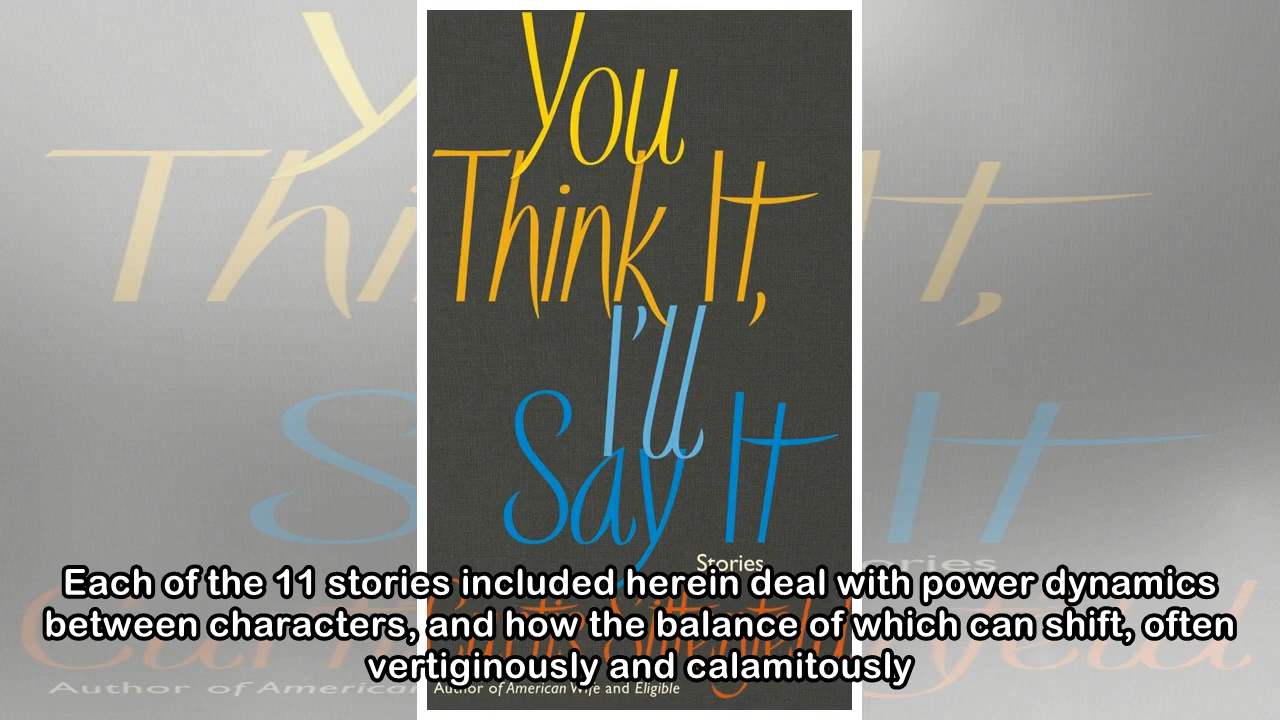 You
Think It,
I'll
Say It
Stories
Each of the 11 stories included herein deal with power dynamics
between characters, and how the balance of which can shift, often
vertiginously and calamitously
Curtis Sittenfeld
Author of American Wife and Eligible